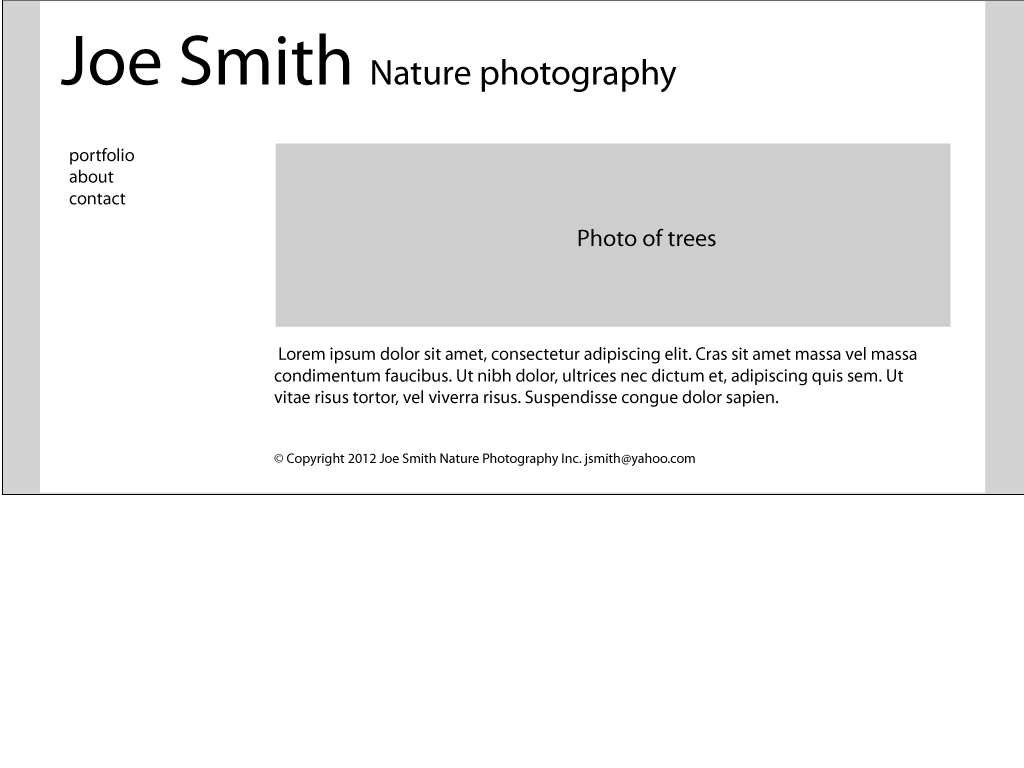 Joe Smith Nature photography
portfolio
about
contact
Photo of trees
Lorem ipsum dolor sit amet, consectetur adipiscing elit. Cras sit amet massa vel massa
condimentum faucibus. Ut nibh dolor, ultrices nec dictum et, adipiscing quis sem. Ut
vitae risus tortor, vel viverra risus. Suspendisse congue dolor sapien.
© Copyright 2012 Joe Smith Nature Photography Inc. jsmith@yahoo.com